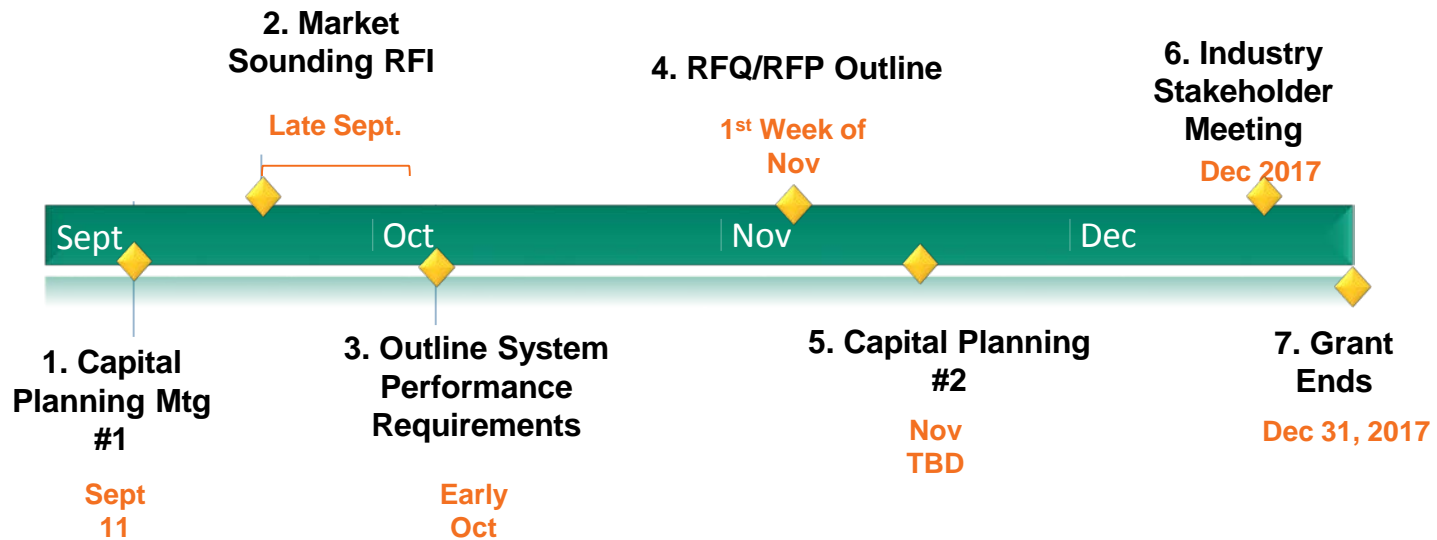 2. Market
Sounding RFI
Late Sept.
4. RFQ/RFP Outline
1st Week of
Nov
6. Industry
Stakeholder
Meeting
Dec 2017
Sept
Oct
Nov
Dec
1. Capital
Planning Mtg
#1
Sept
11
3. Outline System
Performance
Requirements
Early
Oct
5. Capital Planning
#2
Nov
TBD
7. Grant
Ends
Dec 31, 2017